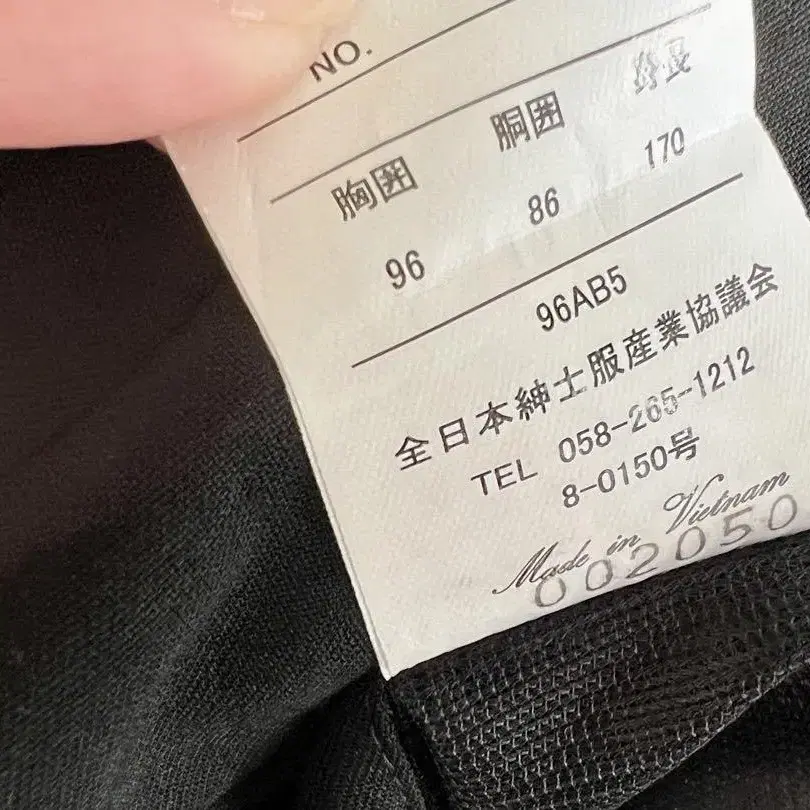 NO.
胸囲 胴囲 身長
96 86 170
96AB5
全日本紳士服産業協議会
TEL 058-265-1212
8-0150号
Made in Vietnam
002050